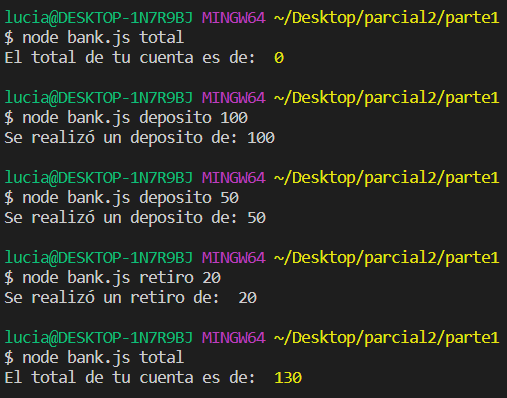 lucia@DESKTOP-1N7R9BJ MINGW64 ~/Desktop/parcial2/parte1
$ node bank.js total
El total de tu cuenta es de:  0
lucia@DESKTOP-1N7R9BJ MINGW64 ~/Desktop/parcial2/parte1
$ node bank.js deposito 100
Se realizó un deposito de: 100
lucia@DESKTOP-1N7R9BJ MINGW64 ~/Desktop/parcial2/parte1
$ node bank.js deposito 50
Se realizó un deposito de: 50
lucia@DESKTOP-1N7R9BJ MINGW64 ~/Desktop/parcial2/parte1
$ node bank.js retiro 20
Se realizó un retiro de:  20
lucia@DESKTOP-1N7R9BJ MINGW64 ~/Desktop/parcial2/parte1
$ node bank.js total
El total de tu cuenta es de:  130